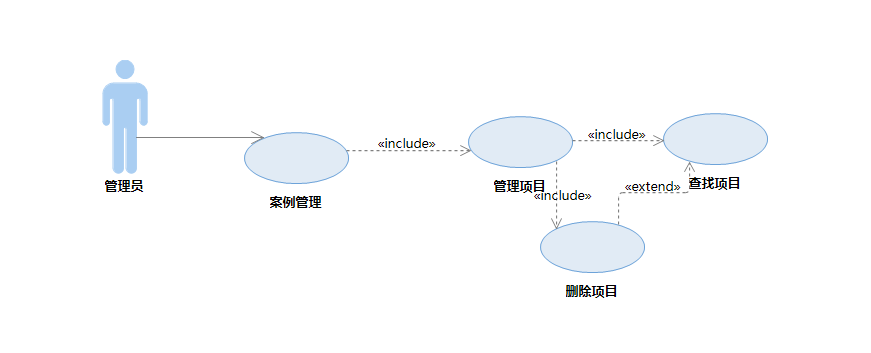 管理员
案例管理
«include»
管理项目
«include»
查找项目
«include»
«extend»
删除项目